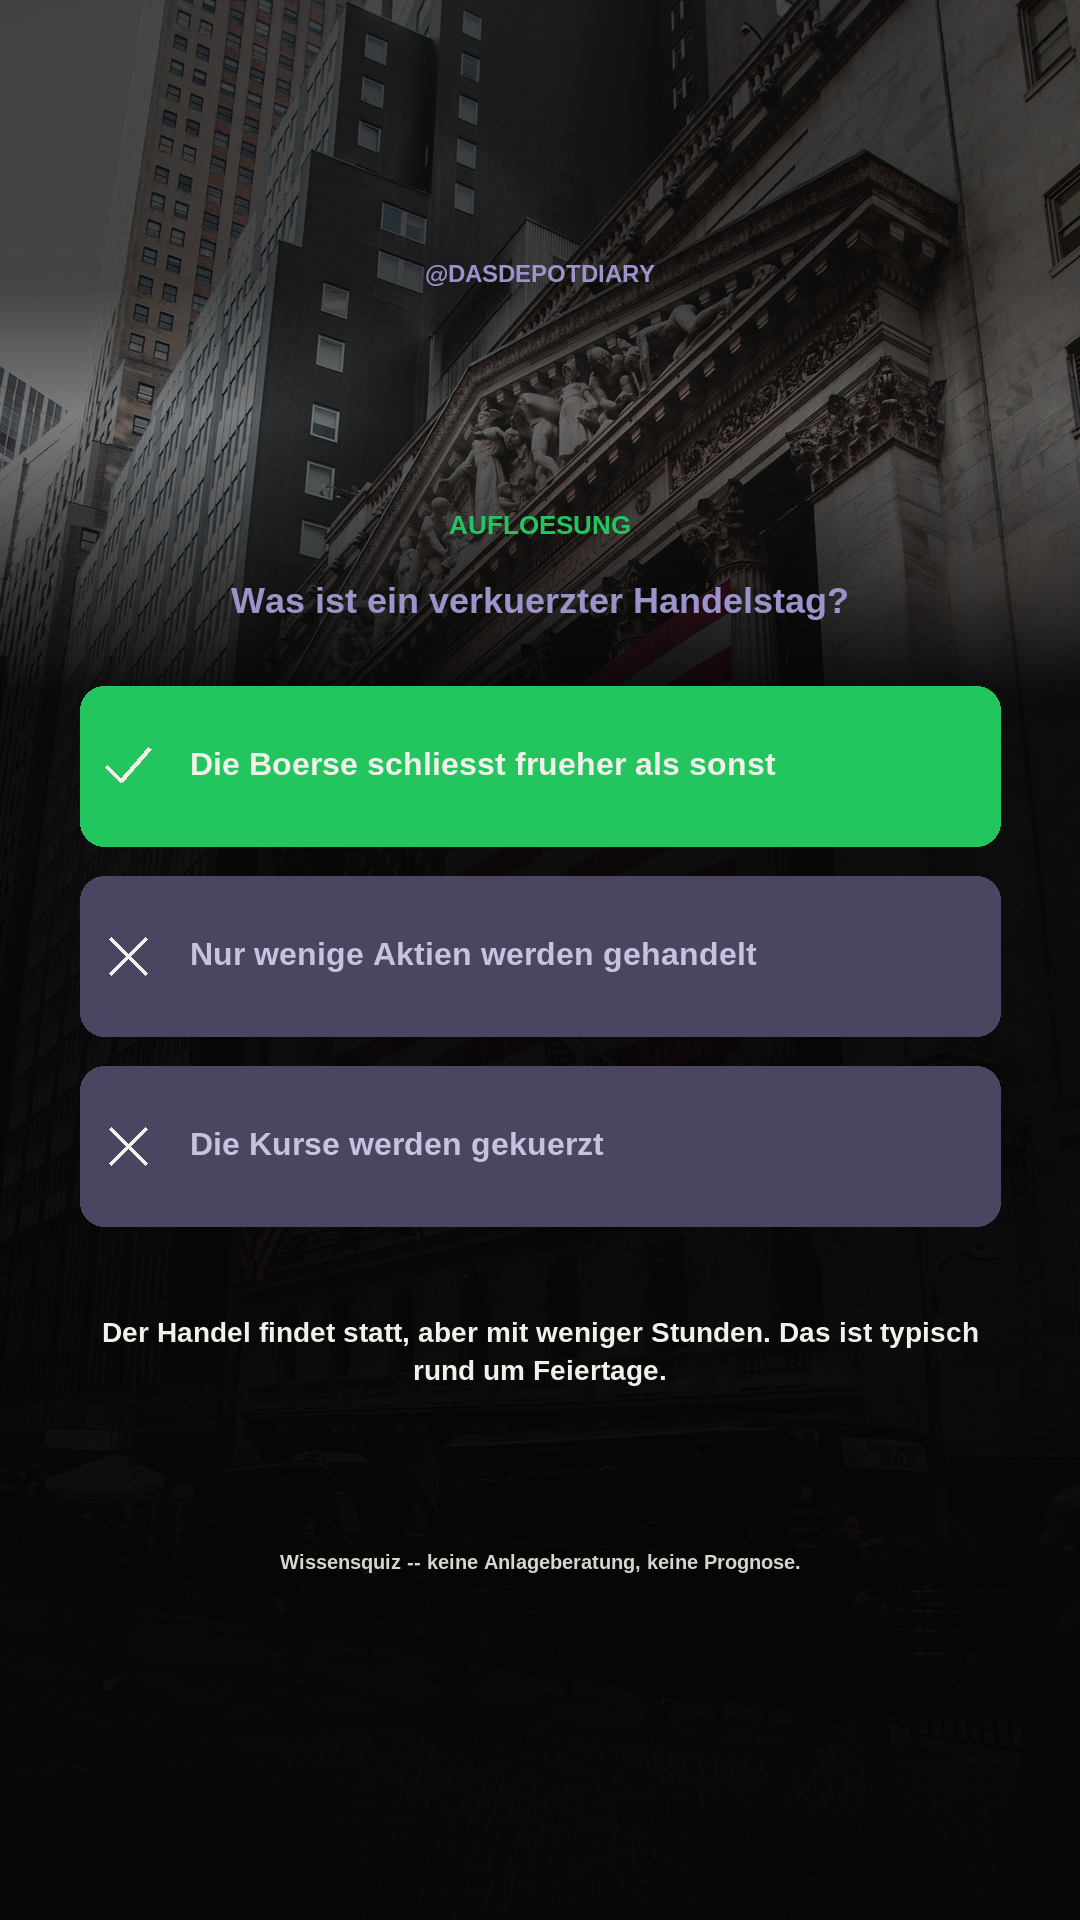 @DASDEPOTDIARY
AUFLOESUNG
Was ist ein verkuerzter Handelstag?
Die Boerse schliesst frueher als sonst
Nur wenige Aktien werden gehandelt
Die Kurse werden gekuerzt
Der Handel findet statt, aber mit weniger Stunden. Das ist typisch
rund um Feiertage.
Wissensquiz -- keine Anlageberatung, keine Prognose.